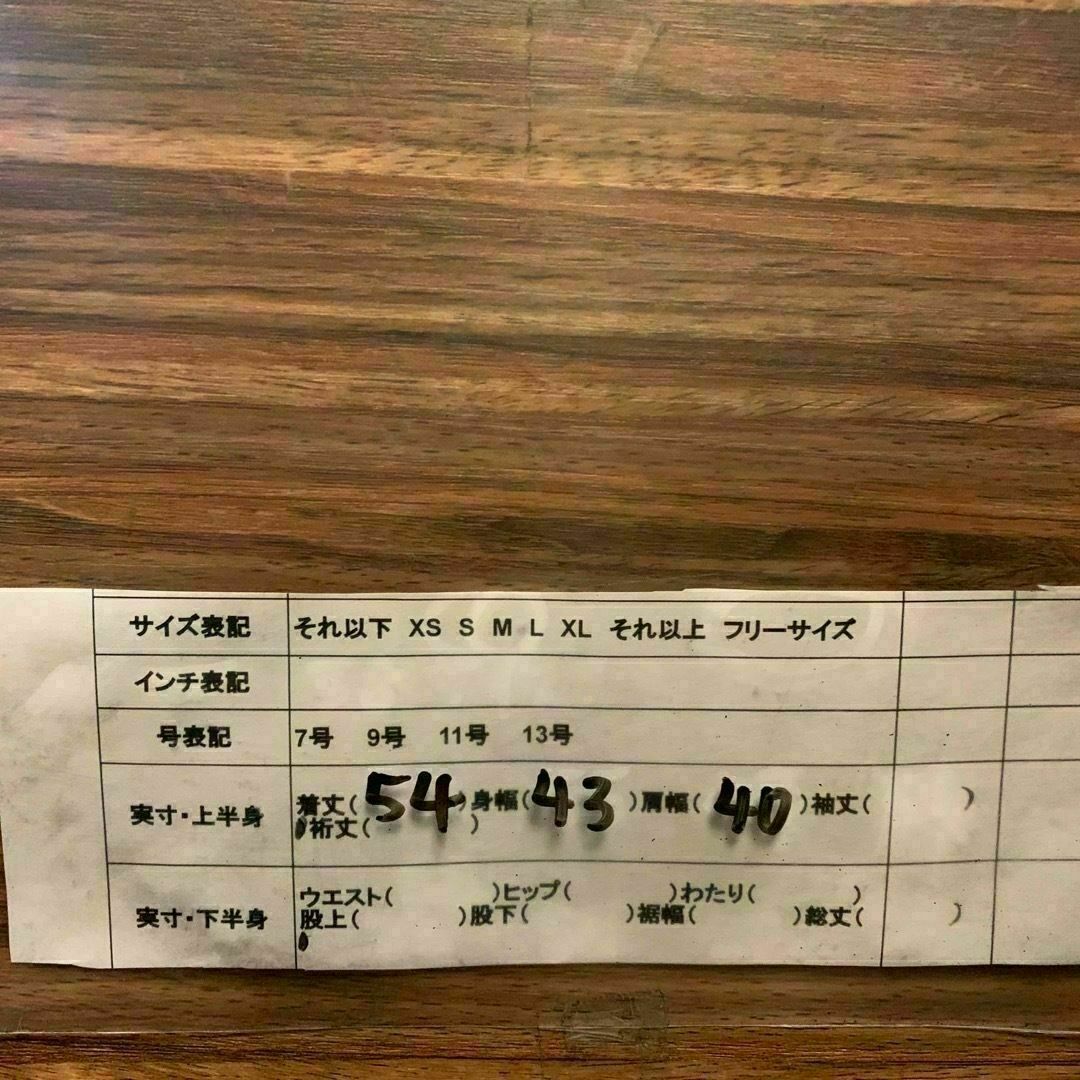 サイズ表記 それ以下 XS S M L XL それ以上 フリーサイズ
インチ表記
号表記 7号 9号 11号 13号
実寸・上半身 着丈(54)身幅(43)肩幅(40)袖丈( )
裄丈( )
実寸・下半身 ウエスト( )ヒップ( )わたり( )
股上( )股下( )裾幅( )総丈( )